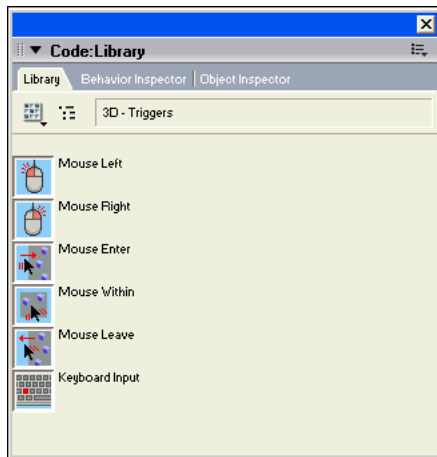 Code:Library
Library Behavior Inspector Object Inspector
3D - Triggers
Mouse Left
Mouse Right
Mouse Enter
Mouse Within
Mouse Leave
Keyboard Input